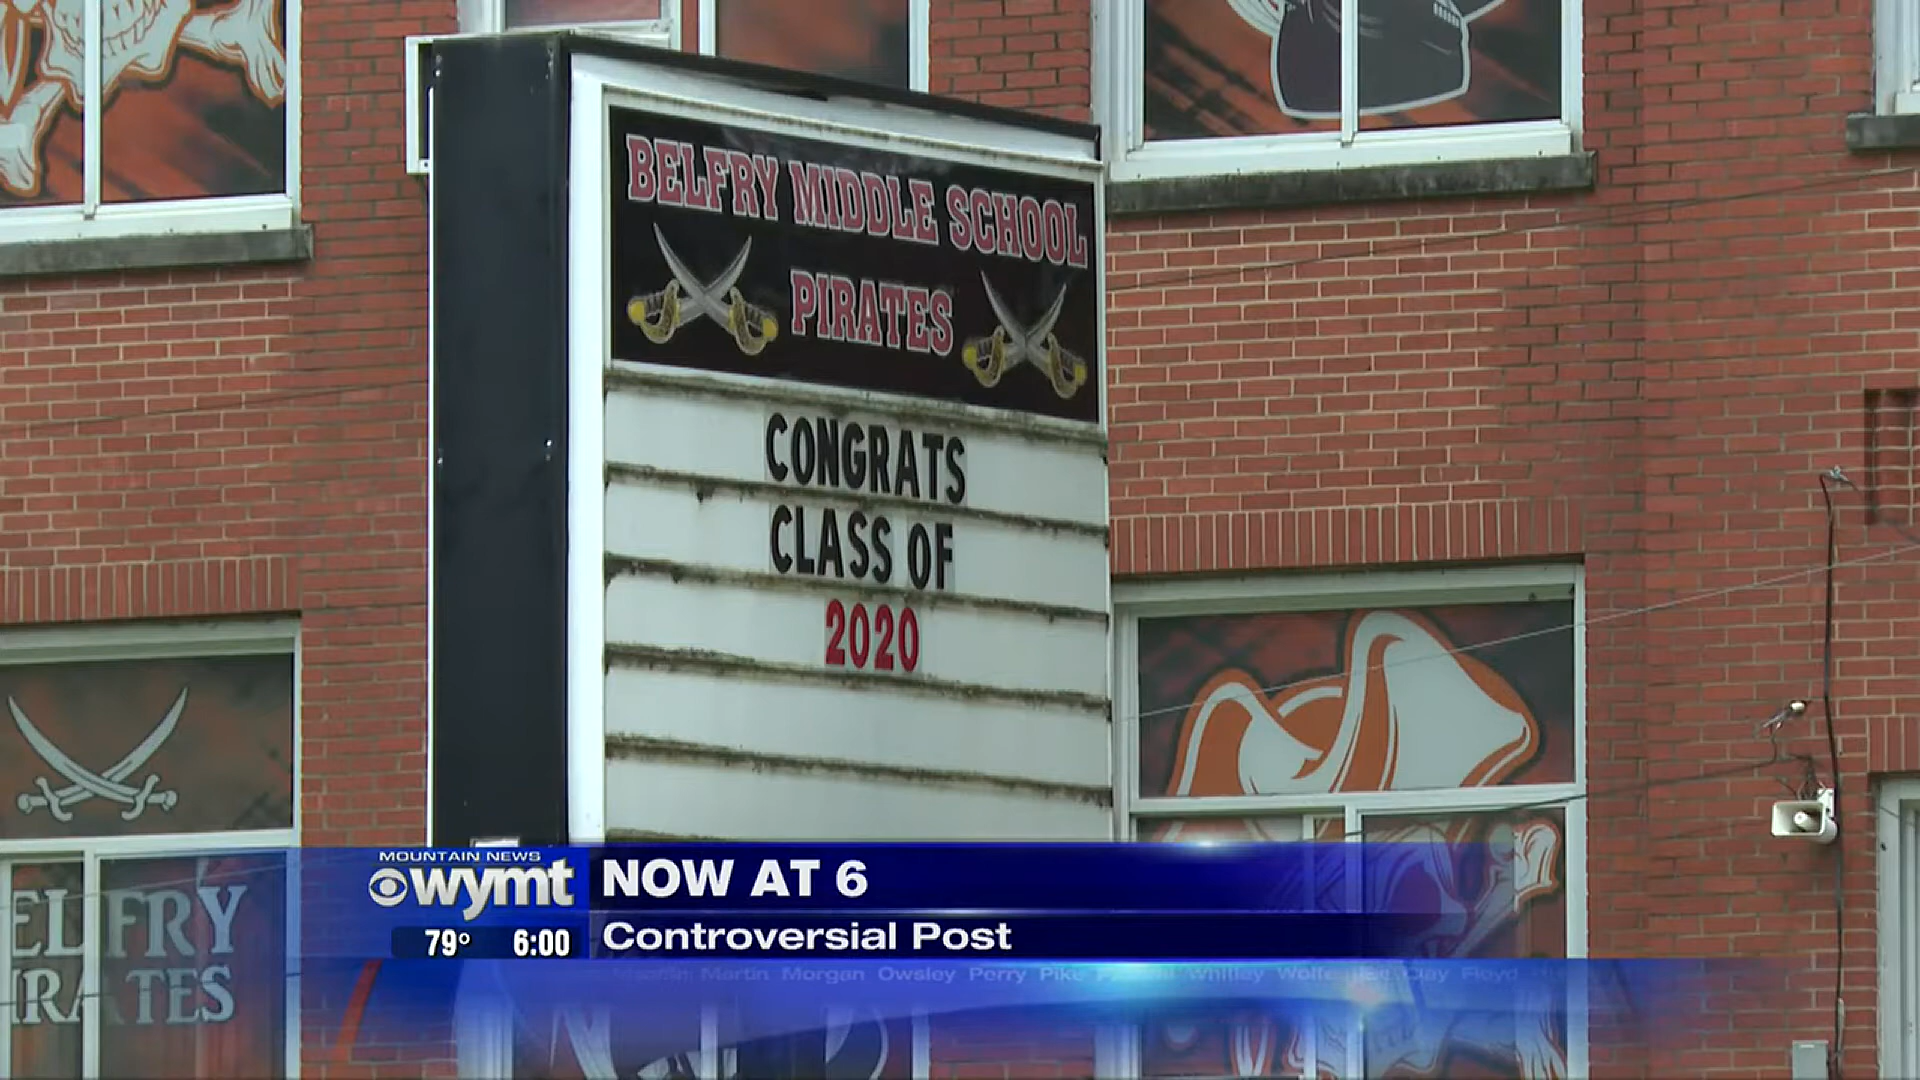 BELFRY MIDDLE SCHOOL
PIRATES
CONGRATS
CLASS OF
2020
ELFRY
IRATES
MOUNTAIN NEWS
wymt
NOW AT 6
79° 6:00
Controversial Post
Martin Morgan Owsley Perry Pike Whitley Wolfe Clay Floyd